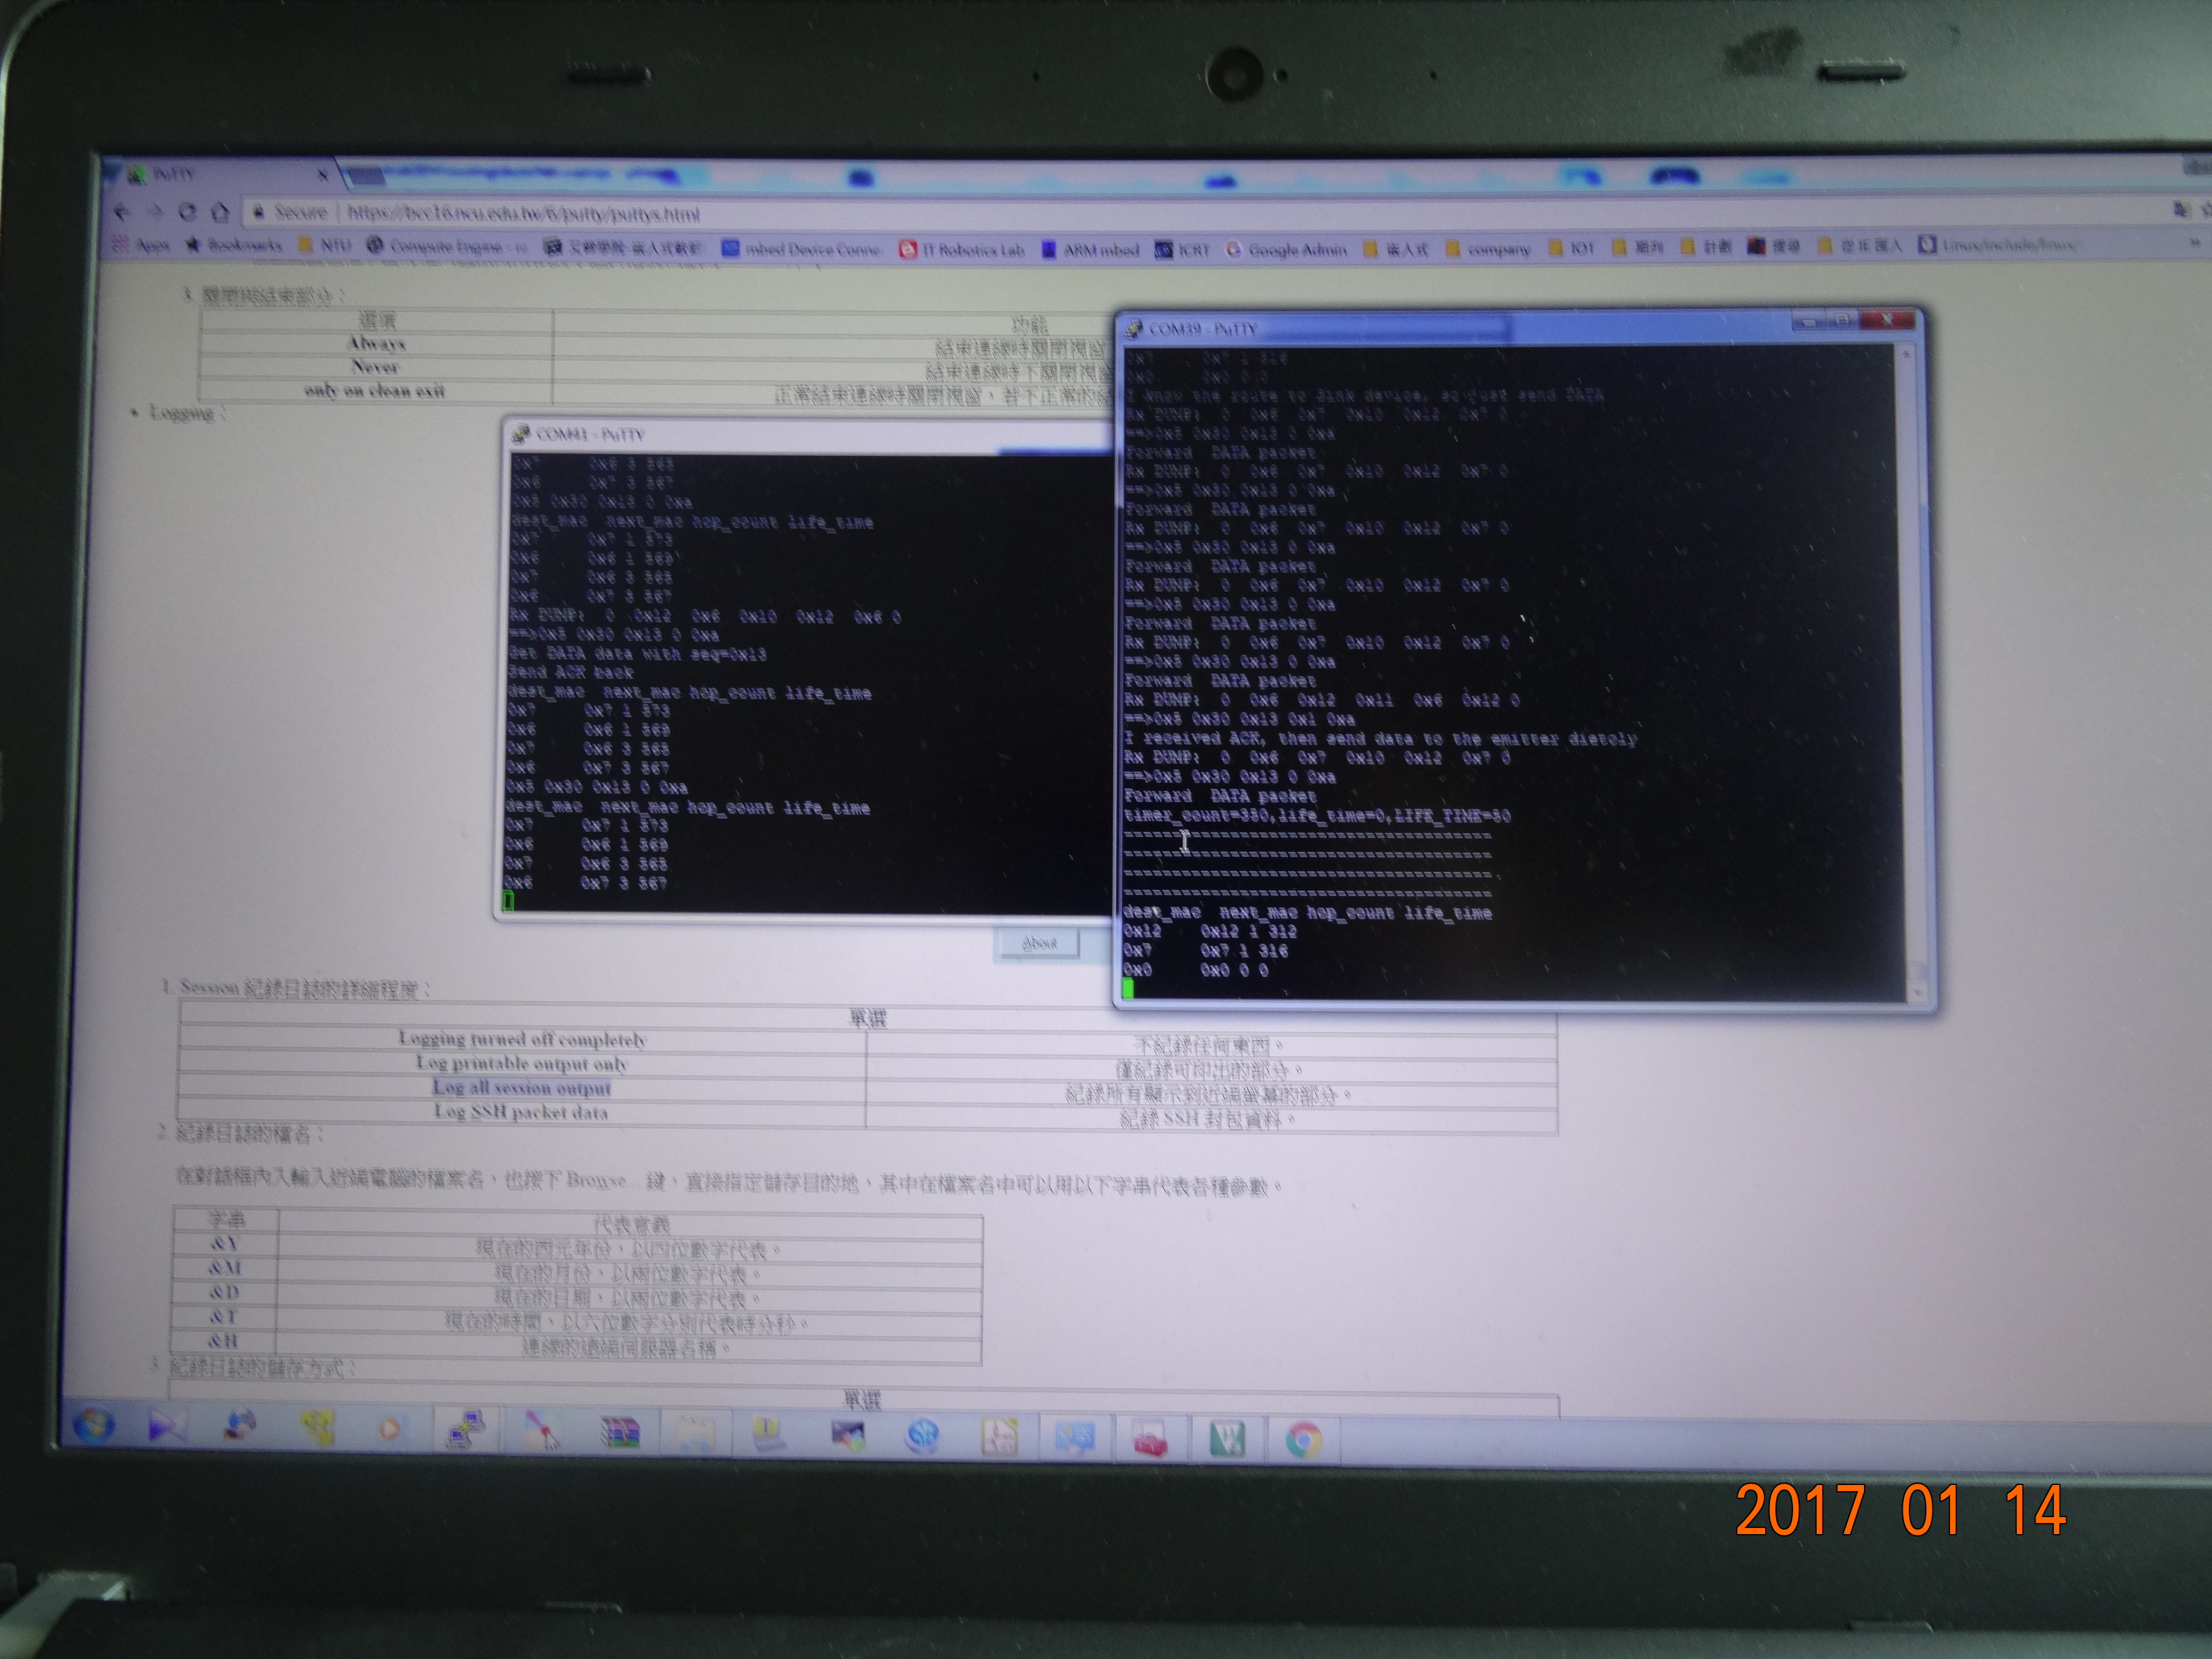 PuTTY
Secure | https://bcc16.ncu.edu.tw/6/putty/puttys.html
Apps Bookmarks NTU Compute Engine mbed Device Conne IT Robotics Lab ARM mbed ICRT Google Admin 嵌入式 company IOT 期刊 計劃 搜尋 Linux/include/linux/
3. 關閉與結束部分：
選項 功能
Always 結束連線時關閉視窗
Never 結束連線時不關閉視窗
only on clean exit 正常結束連線時關閉視窗，若不正常的結
• Logging：
COM41 - PuTTY
0x7 0x6 3 565
0x6 0x7 3 567
0x5 0x30 0x13 0 0xa
dest_mac next_mac hop_count life_time
0x7 0x7 1 573
0x6 0x6 1 569
0x7 0x6 3 565
0x6 0x7 3 567
Rx DUMP: 0 0x12 0x6 0x10 0x12 0x6 0
==>0x5 0x30 0x13 0 0xa
Get DATA data with seq=0x13
Send ACK back
dest_mac next_mac hop_count life_time
0x7 0x7 1 573
0x6 0x6 1 569
0x7 0x6 3 565
0x6 0x7 3 567
0x5 0x30 0x13 0 0xa
dest_mac next_mac hop_count life_time
0x7 0x7 1 573
0x6 0x6 1 569
0x7 0x6 3 565
0x6 0x7 3 567
COM39 - PuTTY
0x7 0x7 1 316
0x0 0x0 0 0
I know the route to Sink device, so just send DATA
Rx DUMP: 0 0x6 0x7 0x10 0x12 0x7 0
==>0x5 0x30 0x13 0 0xa
Forward DATA packet
Rx DUMP: 0 0x6 0x7 0x10 0x12 0x7 0
==>0x5 0x30 0x13 0 0xa
Forward DATA packet
Rx DUMP: 0 0x6 0x7 0x10 0x12 0x7 0
==>0x5 0x30 0x13 0 0xa
Forward DATA packet
Rx DUMP: 0 0x6 0x7 0x10 0x12 0x7 0
==>0x5 0x30 0x13 0 0xa
Forward DATA packet
Rx DUMP: 0 0x6 0x7 0x10 0x12 0x7 0
==>0x5 0x30 0x13 0 0xa
Forward DATA packet
Rx DUMP: 0 0x6 0x12 0x11 0x6 0x12 0
==>0x5 0x30 0x13 0x1 0xa
I received ACK, then send data to the emitter dietcly
Rx DUMP: 0 0x6 0x7 0x10 0x12 0x7 0
==>0x5 0x30 0x13 0 0xa
Forward DATA packet
timer_count=350,life_time=0,LIFE_TIME=50
======================================
======================================
======================================
======================================
dest_mac next_mac hop_count life_time
0x12 0x12 1 312
0x7 0x7 1 316
0x0 0x0 0 0
About
1. Session 紀錄日誌的詳細程度：
單選
Logging turned off completely 不紀錄任何東西。
Log printable output only 僅紀錄可印出的部分。
Log all session output 紀錄所有顯示到近端螢幕的部分。
Log SSH packet data 紀錄 SSH 封包資料。
2. 紀錄日誌的檔名：
在對話框內入輸入近端電腦的檔案名，也接下 Browse... 鍵，直接指定儲存目的地，其中在檔案名中可以用以下字串代表各種參數。
字串 代表意義
&Y 現在的西元年份，以四位數字代表。
&M 現在的月份，以兩位數字代表。
&D 現在的日期，以兩位數字代表。
&T 現在的時間，以六位數字分別代表時分秒。
&H 連線的遠端伺服器名稱。
3. 紀錄日誌的儲存方式：
單選
2017 01 14